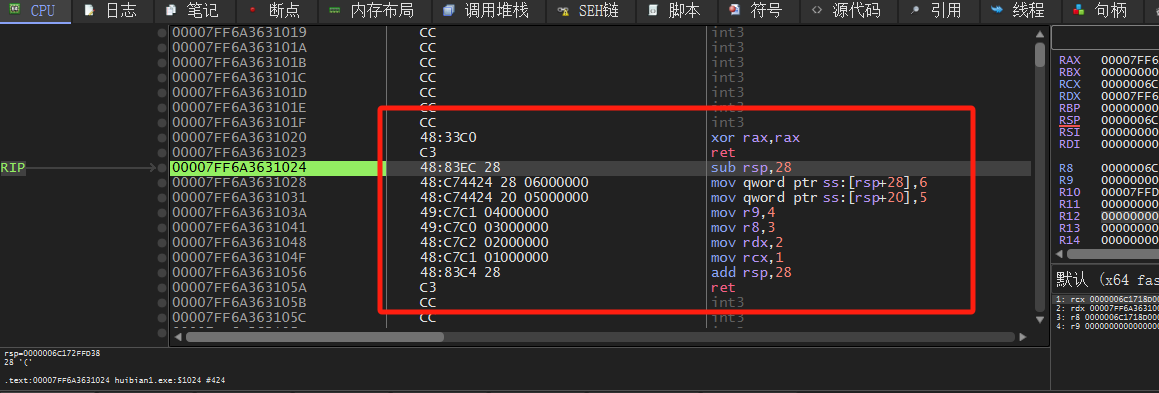 CPU 日志 笔记 断点 内存布局 调用堆栈 SEH链 脚本 符号 源代码 引用 线程 句柄
00007FF6A3631019 CC int3
00007FF6A363101A CC int3
00007FF6A363101B CC int3
00007FF6A363101C CC int3
00007FF6A363101D CC int3
00007FF6A363101E CC int3
00007FF6A363101F CC int3
00007FF6A3631020 48:33C0 xor rax,rax
00007FF6A3631023 C3 ret
RIP 00007FF6A3631024 48:83EC 28 sub rsp,28
00007FF6A3631028 48:C74424 28 06000000 mov qword ptr ss:[rsp+28],6
00007FF6A3631031 48:C74424 20 05000000 mov qword ptr ss:[rsp+20],5
00007FF6A363103A 49:C7C1 04000000 mov r9,4
00007FF6A3631041 49:C7C0 03000000 mov r8,3
00007FF6A3631048 48:C7C2 02000000 mov rdx,2
00007FF6A363104F 48:C7C1 01000000 mov rcx,1
00007FF6A3631056 48:83C4 28 add rsp,28
00007FF6A363105A C3 ret
00007FF6A363105B CC int3
00007FF6A363105C CC int3
RAX 00007FF6
RBX 00000000
RCX 0000006C
RDX 00007FF6
RBP 00000000
RSP 0000006C
RSI 00000000
RDI 00000000
R8 0000006C
R9 00000000
R10 00007FFD
R11 00000000
R12 00000000
R13 00000000
R14 00000000
默认 (x64 fas
1: rcx 0000006C1718D00
2: rdx 00007FF6A363100
3: r8 0000006C1718D00
4: r9 000000000000000
rsp=0000006C172FFD38
28 '('
.text:00007FF6A3631024 huibian1.exe:$1024 #424